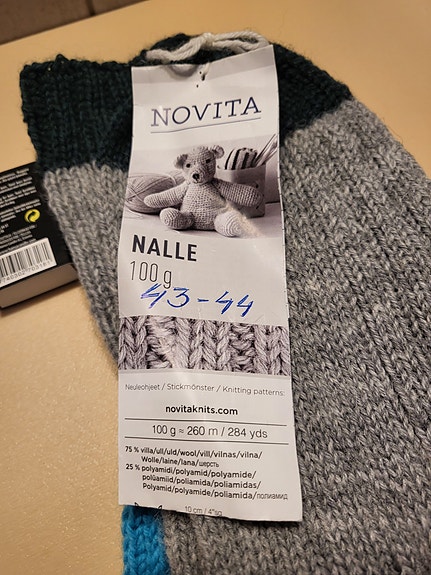 NOVITA
NALLE
100 g
43-44
Neuleohjeet / Stickmönster / Knitting patterns:
novitaknits.com
100 g ≈ 260 m / 284 yds
75 % villa/ull/uld/wool/vill/vilnas/vilna/
Wolle/laine/lana/шерсть
25 % polyamidi/polyamid/polyamide/
polüamiid/poliamida/poliamidas/
Polyamid/polyamide/poliamida/полиамид
10 cm / 4"sq